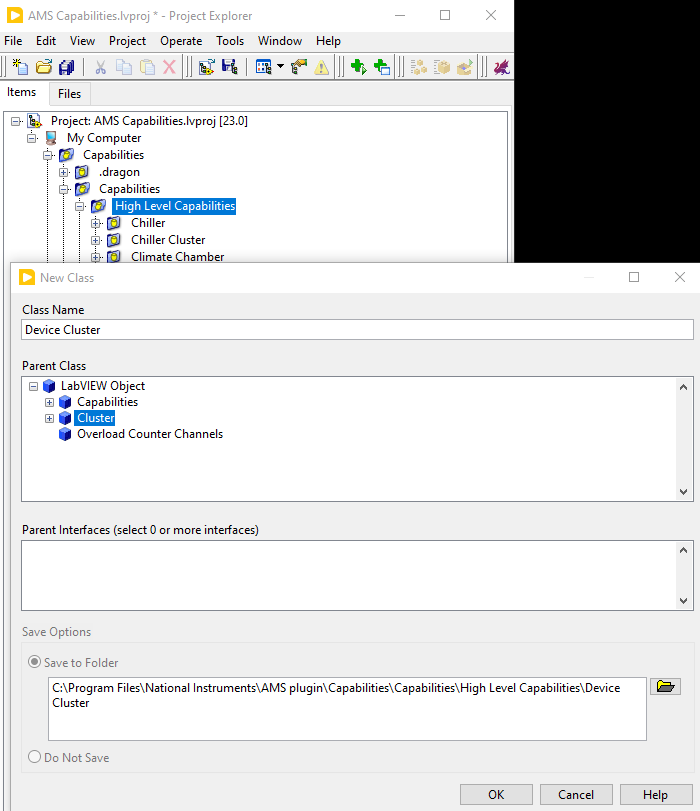 AMS Capabilities.lvproj * - Project Explorer
File Edit View Project Operate Tools Window Help
Items Files
Project: AMS Capabilities.lvproj [23.0]
My Computer
Capabilities
.dragon
Capabilities
High Level Capabilities
Chiller
Chiller Cluster
Climate Chamber
New Class
Class Name
Device Cluster
Parent Class
LabVIEW Object
Capabilities
Cluster
Overload Counter Channels
Parent Interfaces (select 0 or more interfaces)
Save Options
Save to Folder
C:\Program Files\National Instruments\AMS plugin\Capabilities\Capabilities\High Level Capabilities\Device
Cluster
Do Not Save
OK Cancel Help